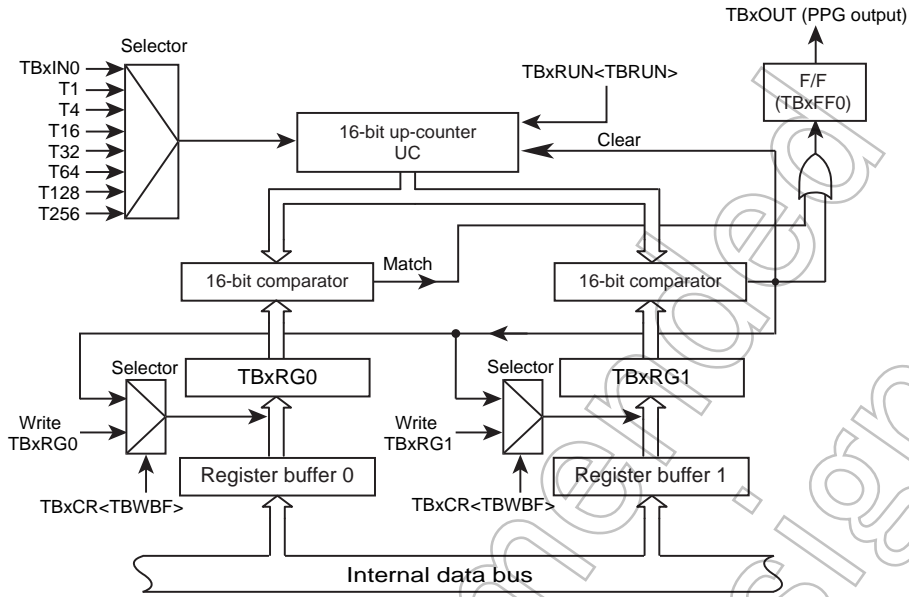 TBxOUT (PPG output)
Selector
TBxIN0
T1
T4
T16
T32
T64
T128
T256
TBxRUN<TBRUN>
F/F
(TBxFF0)
16-bit up-counter
UC
Clear
16-bit comparator
Match
16-bit comparator
Selector
TBxRG0
Selector
TBxRG1
Write
TBxRG0
Write
TBxRG1
Register buffer 0
Register buffer 1
TBxCR<TBWBF>
TBxCR<TBWBF>
Internal data bus